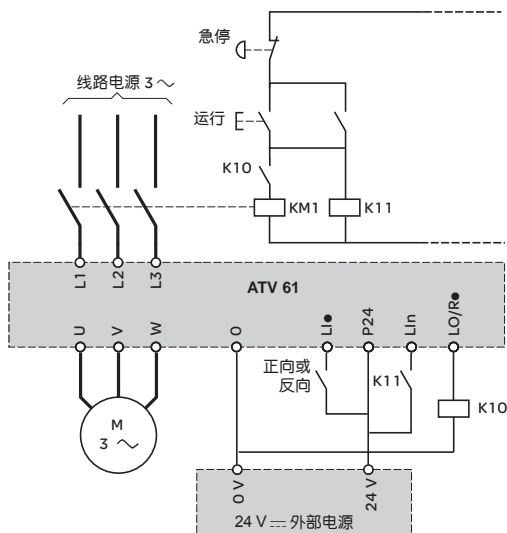 急停
线路电源 3 ～
运行
K10
KM1
K11
L1
L2
L3
ATV 61
U
V
W
0
LI●
P24
LIn
LO/R●
正向或
反向
K11
K10
M
3 ～
0 V
24 V
24 V ⎓ 外部电源